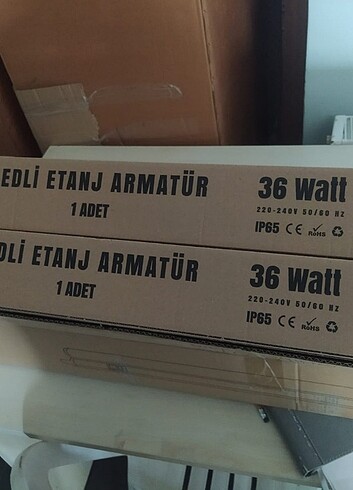 EDLİ ETANJ ARMATÜR
1 ADET
36 Watt
220-240V 50/60 HZ
IP65 CE RoHS
DLİ ETANJ ARMATÜR
1 ADET
36 Watt
220-240V 50/60 HZ
IP65 CE RoHS